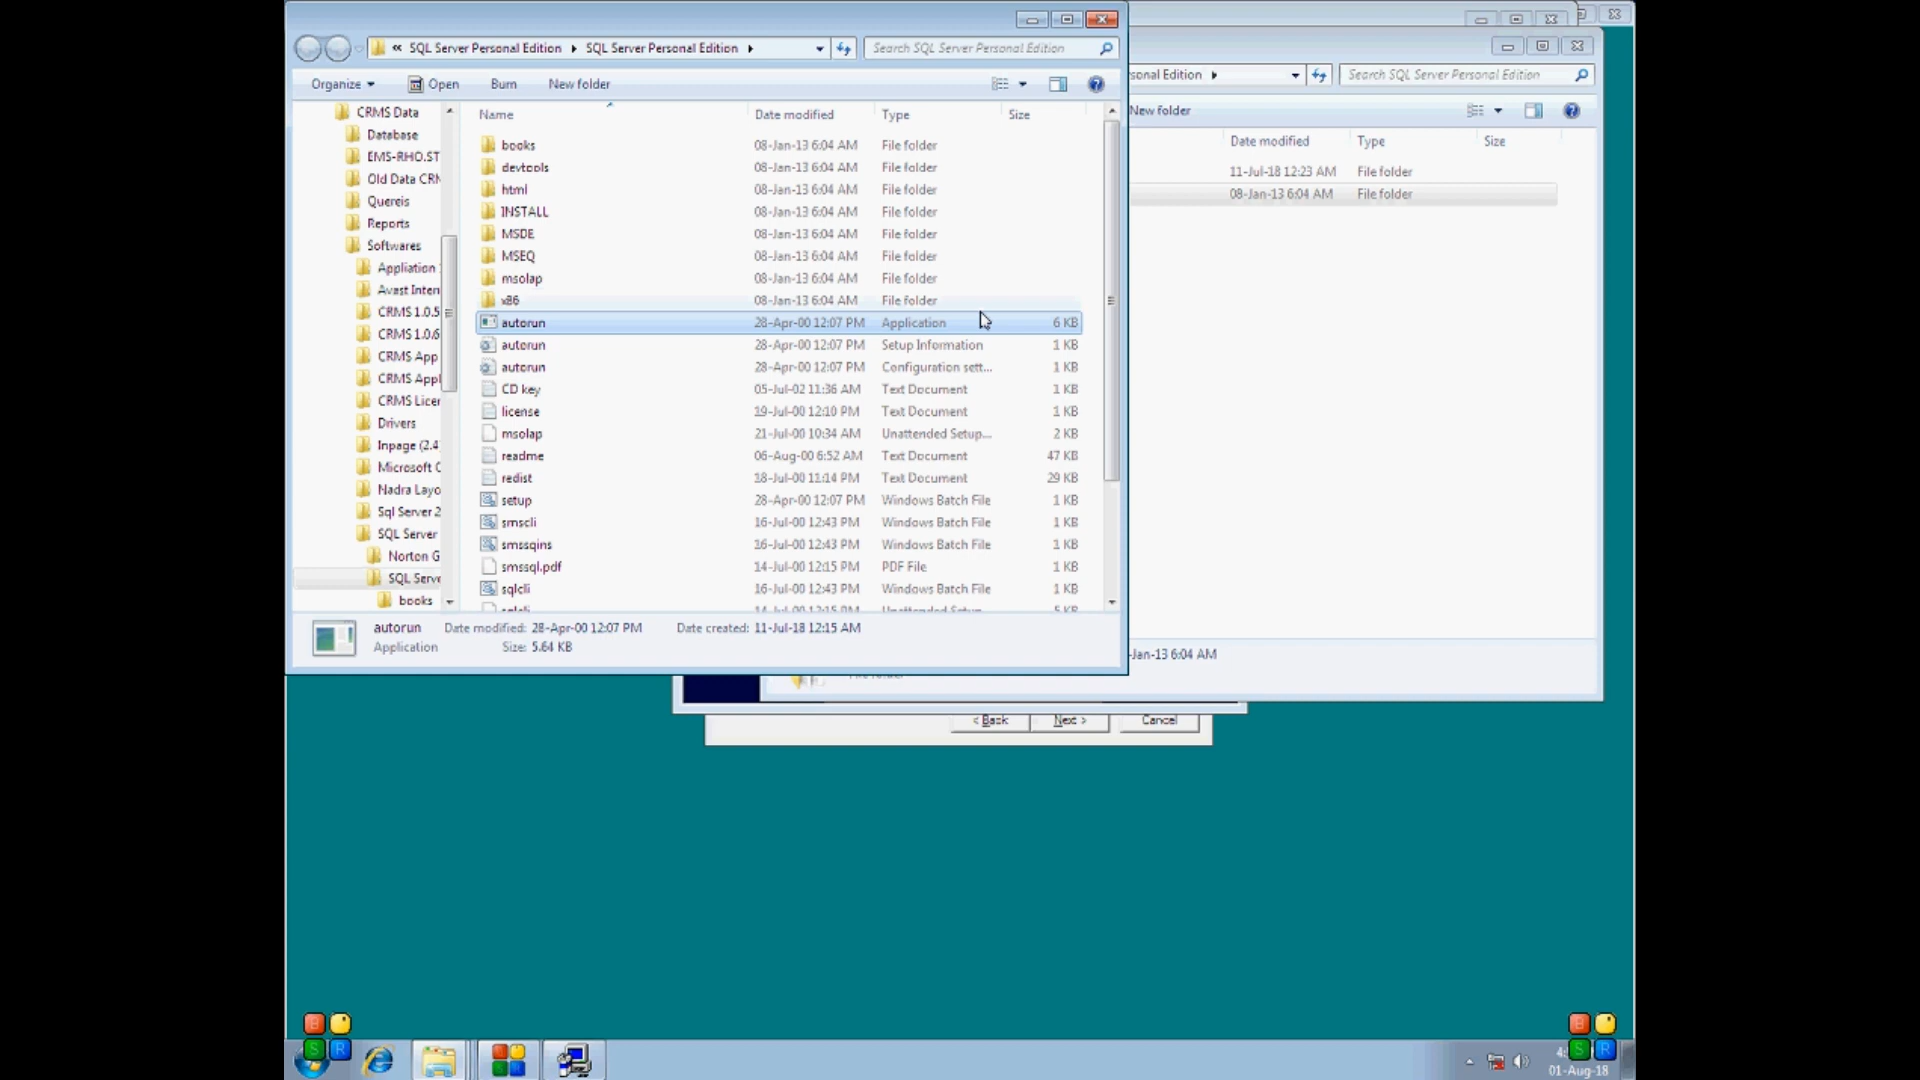 « SQL Server Personal Edition ▸ SQL Server Personal Edition ▸
Search SQL Server Personal Edition
Organize
Open
Burn
New folder
Name Date modified Type Size
CRMS Data
Database
EMS-RHO.ST
Old Data CRM
Quereis
Reports
Softwares
Appliation
Avast Inten
CRMS 1.0.5
CRMS 1.0.6
CRMS App
CRMS Appl
CRMS Licer
Drivers
Inpage (2.4
Microsoft C
Nadra Layo
Sql Server 2
SQL Server
Norton G
SQL Serve
books
books 08-Jan-13 6:04 AM File folder
devtools 08-Jan-13 6:04 AM File folder
html 08-Jan-13 6:04 AM File folder
INSTALL 08-Jan-13 6:04 AM File folder
MSDE 08-Jan-13 6:04 AM File folder
MSEQ 08-Jan-13 6:04 AM File folder
msolap 08-Jan-13 6:04 AM File folder
x86 08-Jan-13 6:04 AM File folder
autorun 28-Apr-00 12:07 PM Application 6 KB
autorun 28-Apr-00 12:07 PM Setup Information 1 KB
autorun 28-Apr-00 12:07 PM Configuration sett... 1 KB
CD key 05-Jul-02 11:36 AM Text Document 1 KB
license 19-Jul-00 12:10 PM Text Document 1 KB
msolap 21-Jul-00 10:34 AM Unattended Setup... 2 KB
readme 06-Aug-00 6:52 AM Text Document 47 KB
redist 18-Jul-00 11:14 PM Text Document 29 KB
setup 28-Apr-00 12:07 PM Windows Batch File 1 KB
smscli 16-Jul-00 12:43 PM Windows Batch File 1 KB
smssqins 16-Jul-00 12:43 PM Windows Batch File 1 KB
smssql.pdf 14-Jul-00 12:15 PM PDF File 1 KB
sqlcli 16-Jul-00 12:43 PM Windows Batch File 1 KB
autorun Date modified: 28-Apr-00 12:07 PM Date created: 11-Jul-18 12:15 AM
Application Size: 5.64 KB
sonal Edition ▸
Search SQL Server Personal Edition
New folder
Date modified Type Size
11-Jul-18 12:23 AM File folder
08-Jan-13 6:04 AM File folder
-Jan-13 6:04 AM
< Back Next > Cancel
B
S R
B
S R
01-Aug-18